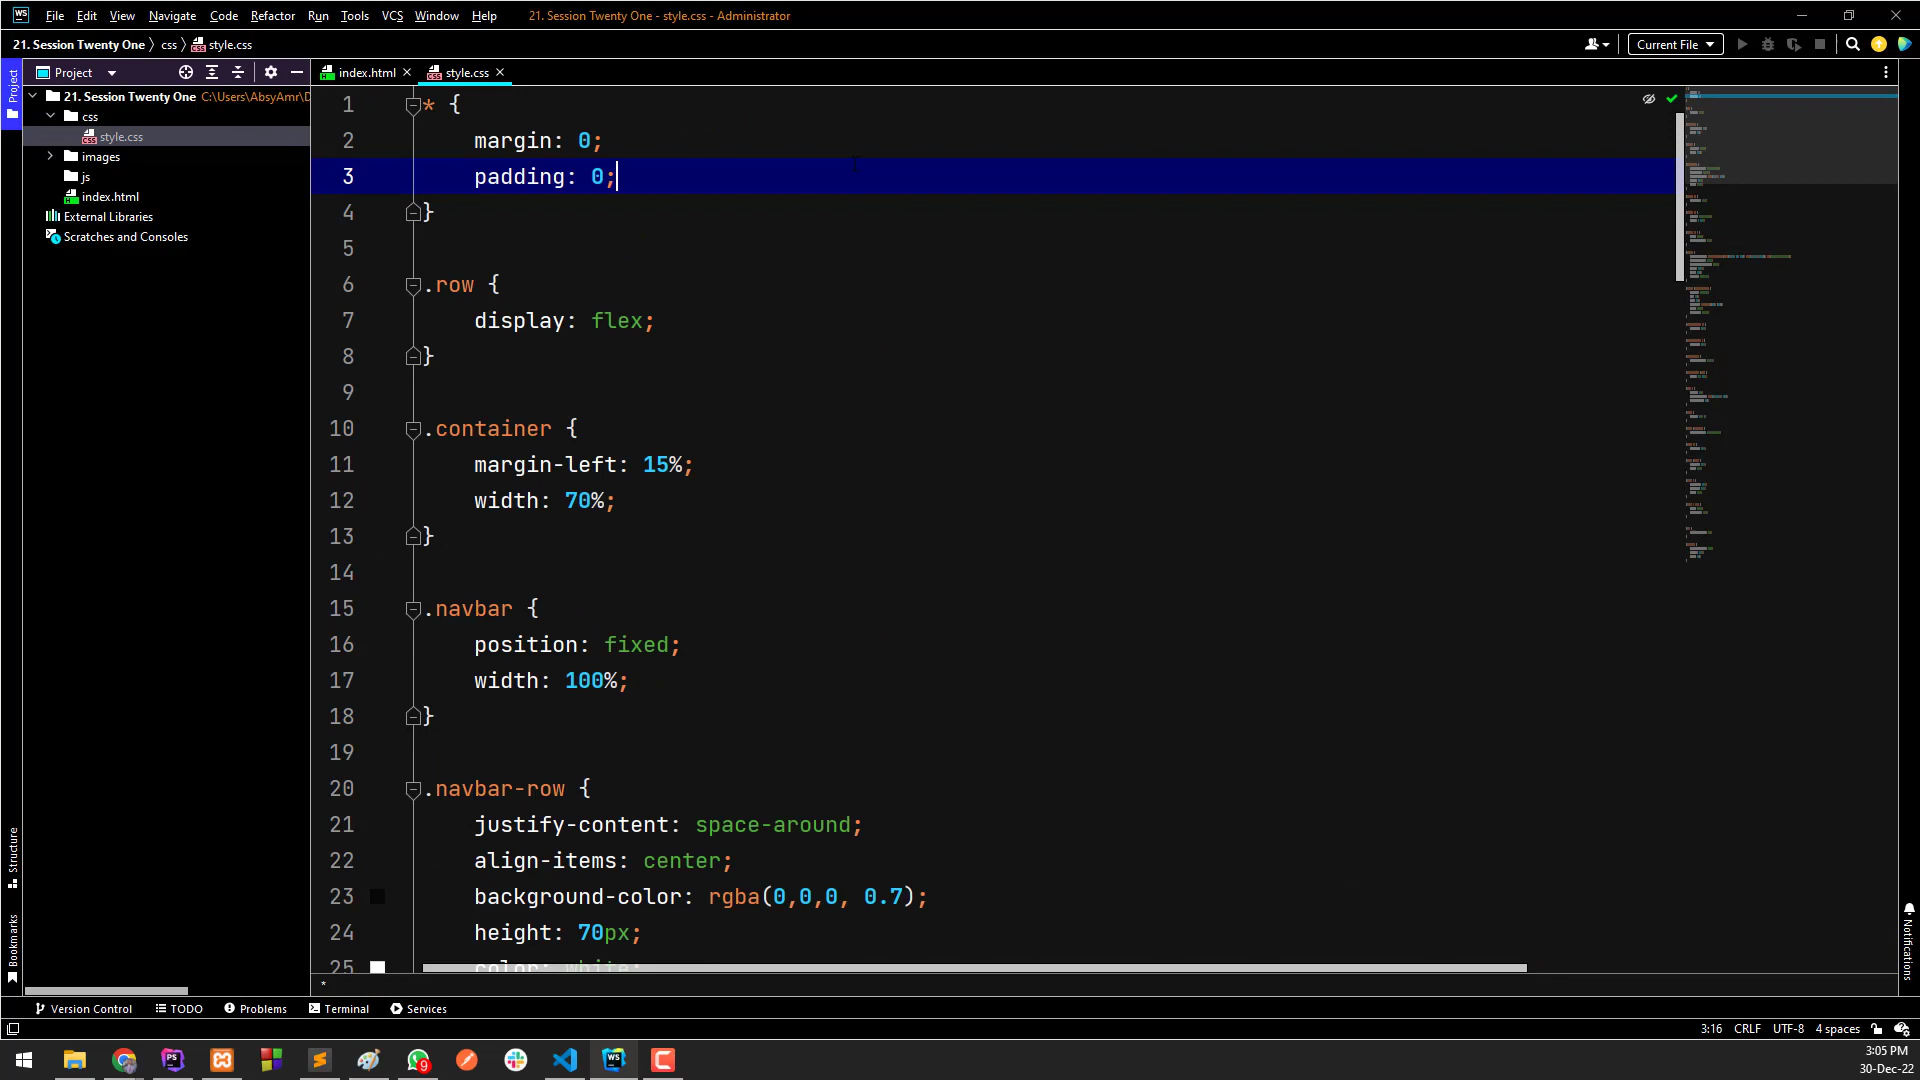 WS File Edit View Navigate Code Refactor Run Tools VCS Window Help 21. Session Twenty One - style.css - Administrator
21. Session Twenty One 〉 css 〉 style.css
Current File
Project
Project
index.html
style.css
21. Session Twenty One C:\Users\AbsyAmr\D
css
style.css
images
js
index.html
External Libraries
Scratches and Consoles
1 * {
2 margin: 0;
3 padding: 0;
4 }
5
6 .row {
7 display: flex;
8 }
9
10 .container {
11 margin-left: 15%;
12 width: 70%;
13 }
14
15 .navbar {
16 position: fixed;
17 width: 100%;
18 }
19
20 .navbar-row {
21 justify-content: space-around;
22 align-items: center;
23 background-color: rgba(0,0,0, 0.7);
24 height: 70px;
25 color: white;
*
Structure
Bookmarks
Notifications
Version Control TODO Problems Terminal Services
3:16 CRLF UTF-8 4 spaces
PS 9 WS
3:05 PM
30-Dec-22